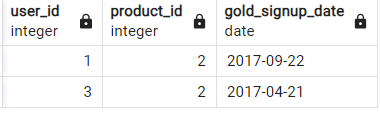 user_id product_id gold_signup_date
integer integer date
1 2 2017-09-22
3 2 2017-04-21